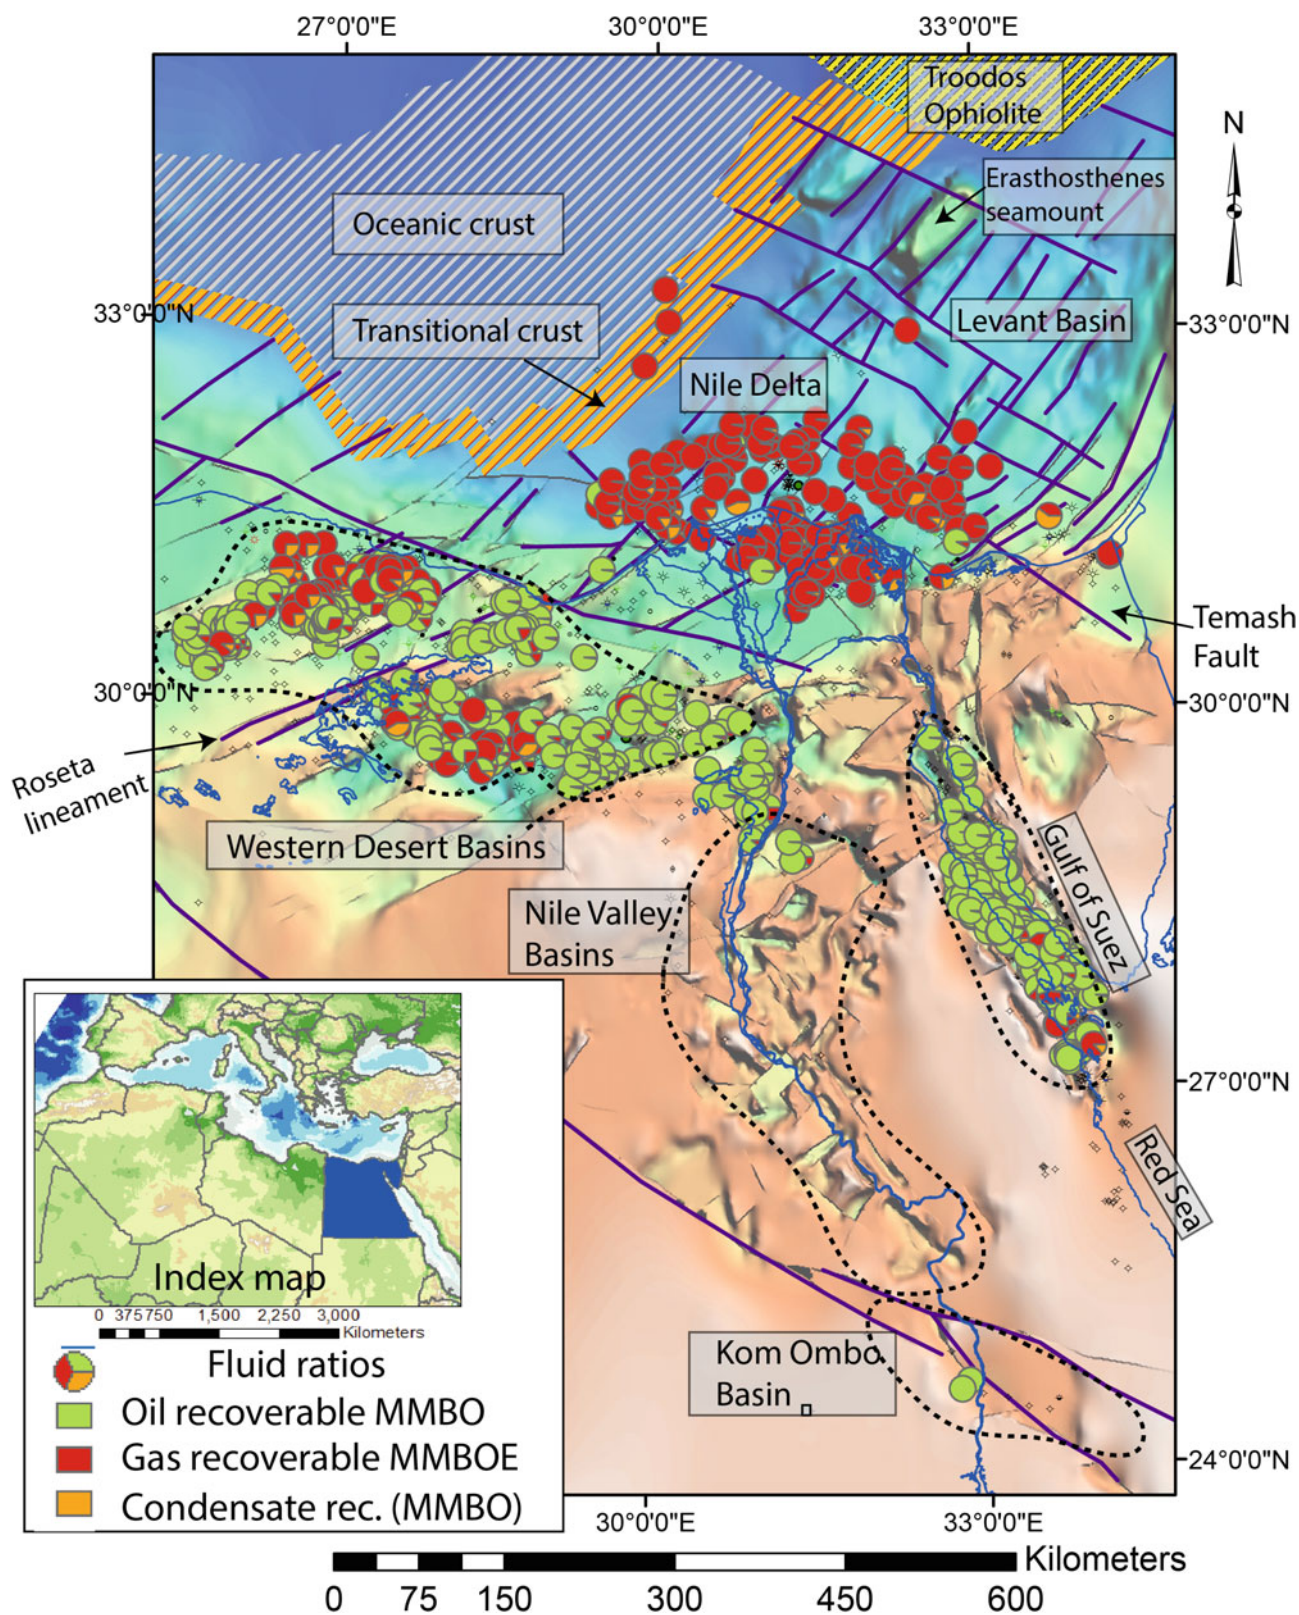 27°0'0"E
30°0'0"E
33°0'0"E
Troodos
Ophiolite
N
Erasthosthenes
seamount
Oceanic crust
33°0'0"N
33°0'0"N
Transitional crust
Levant Basin
Nile Delta
Temash
Fault
30°0'0"N
30°0'0"N
Roseta
lineament
Western Desert Basins
Gulf of Suez
Nile Valley
Basins
27°0'0"N
Red Sea
Index map
0 375 750 1,500 2,250 3,000
Kilometers
Fluid ratios
Oil recoverable MMBO
Gas recoverable MMBOE
Condensate rec. (MMBO)
Kom Ombo
Basin
24°0'0"N
30°0'0"E
33°0'0"E
Kilometers
0 75 150 300 450 600